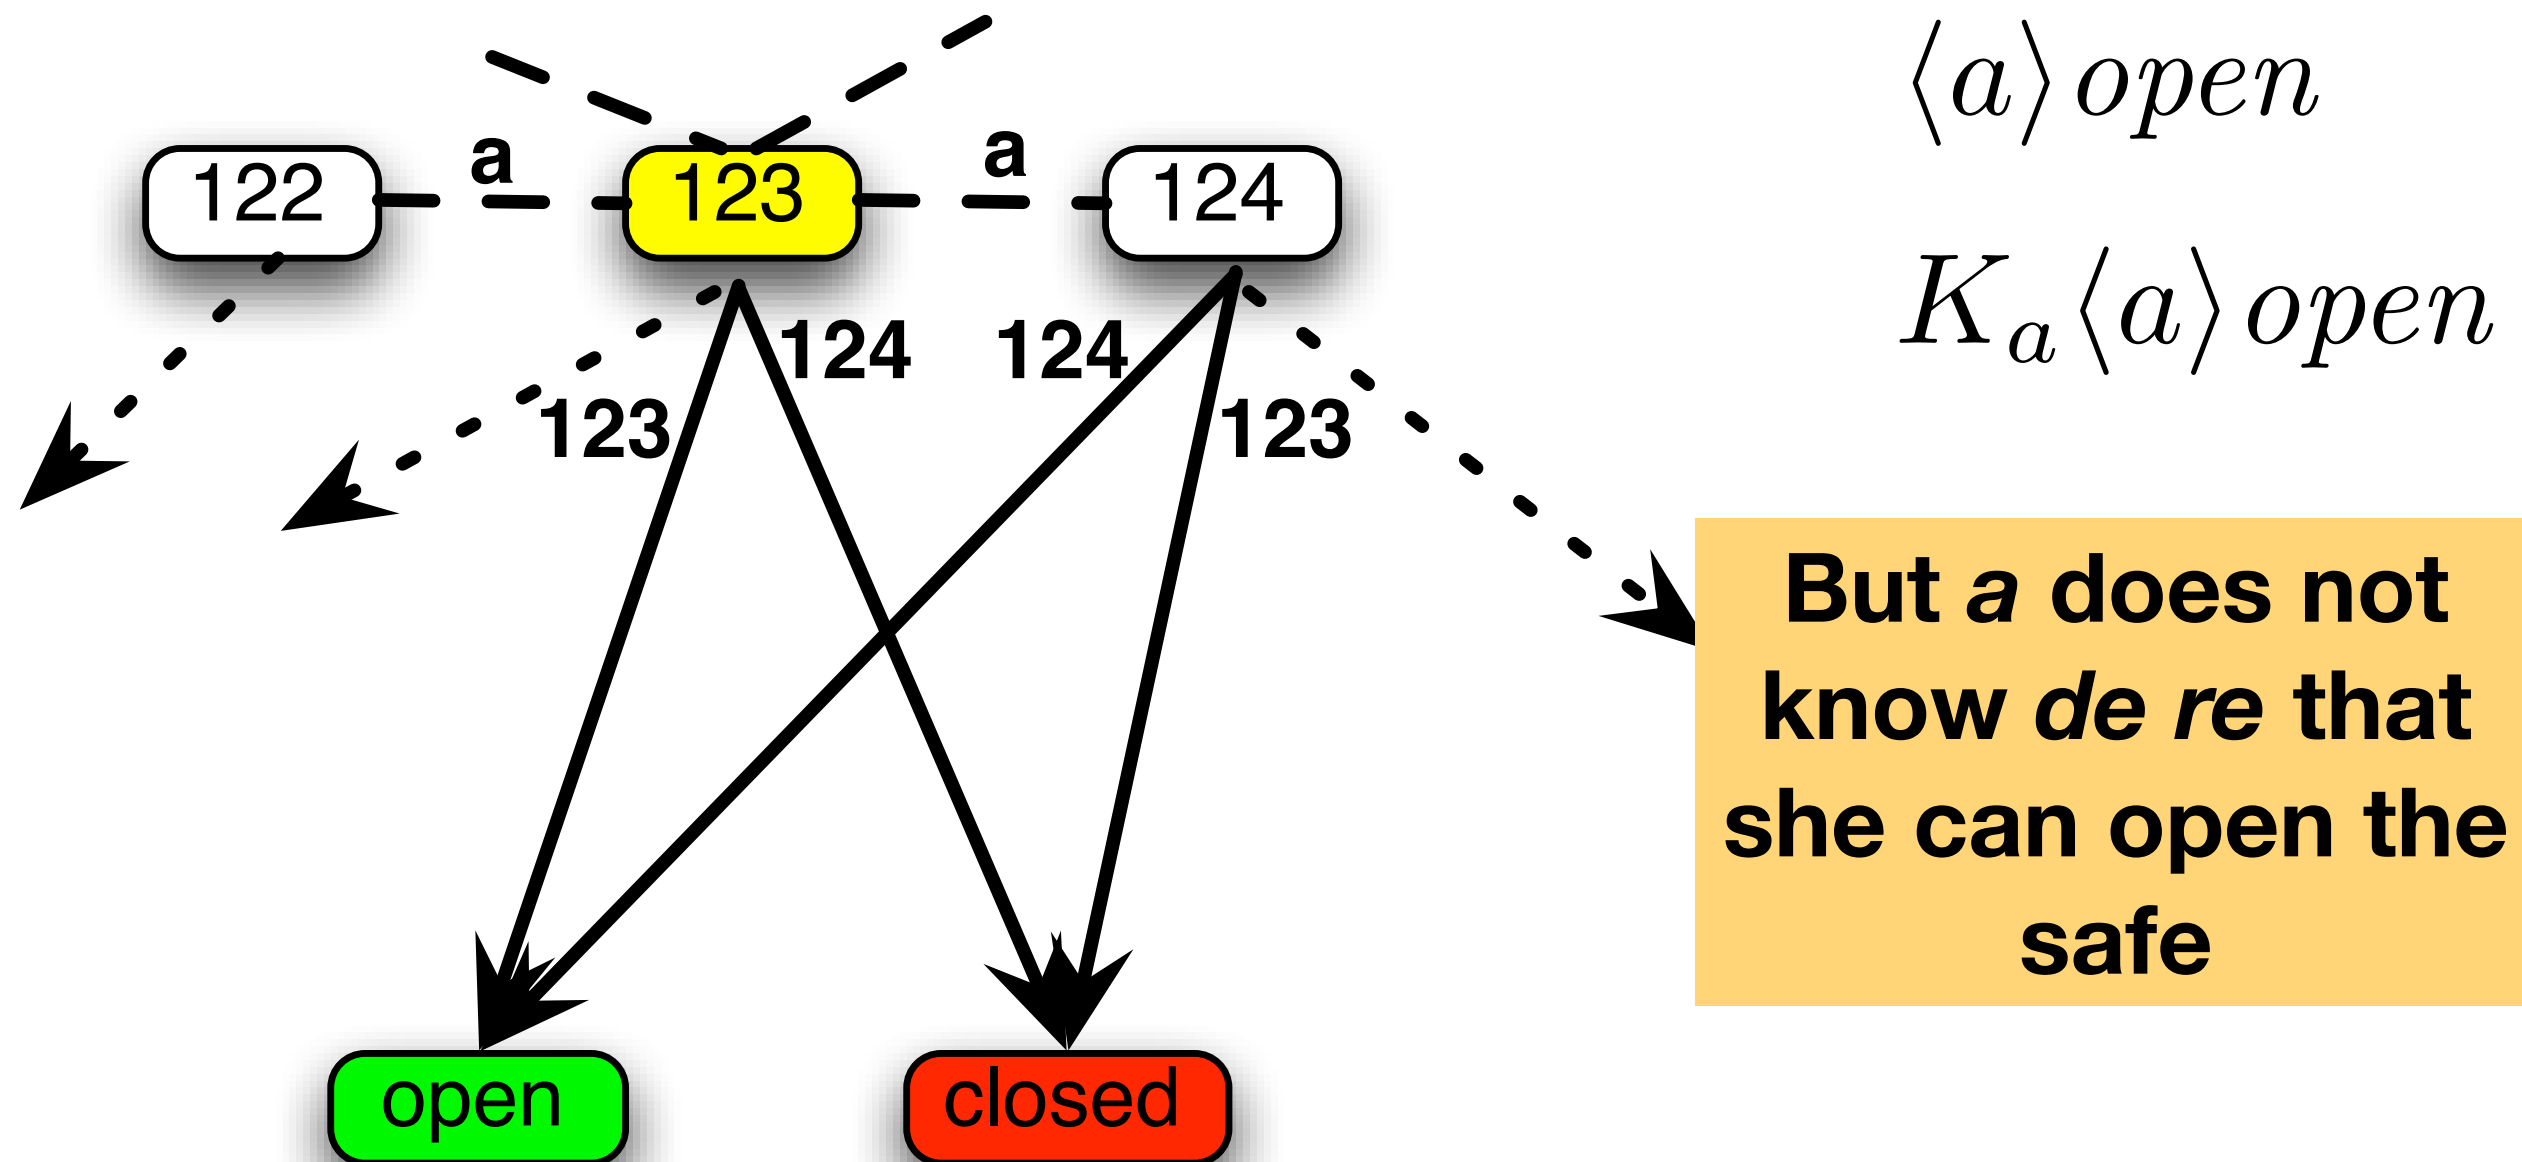 ⟨a⟩ open
a a
122 123 124
K_a⟨a⟩ open
124 124
123 123
But a does not
know de re that
she can open the
safe
open closed